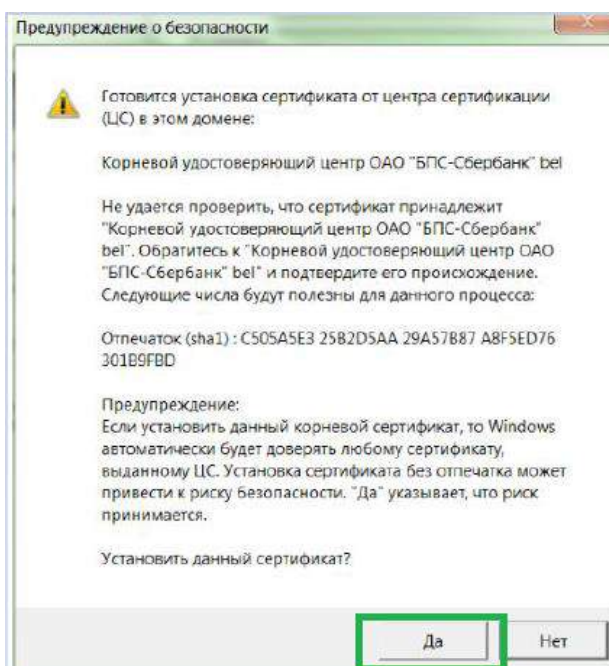 Предупреждение о безопасности
Готовится установка сертификата от центра сертификации
(ЦС) в этом домене:
Корневой удостоверяющий центр ОАО "БПС-Сбербанк" bel
Не удается проверить, что сертификат принадлежит
"Корневой удостоверяющий центр ОАО "БПС-Сбербанк"
bel". Обратитесь к "Корневой удостоверяющий центр ОАО
"БПС-Сбербанк" bel" и подтвердите его происхождение.
Следующие числа будут полезны для данного процесса:
Отпечаток (sha1) : C505A5E3 25B2D5AA 29A57B87 A8F5ED76
301B9FBD
Предупреждение:
Если установить данный корневой сертификат, то Windows
автоматически будет доверять любому сертификату,
выданному ЦС. Установка сертификата без отпечатка может
привести к риску безопасности. "Да" указывает, что риск
принимается.
Установить данный сертификат?
Да
Нет